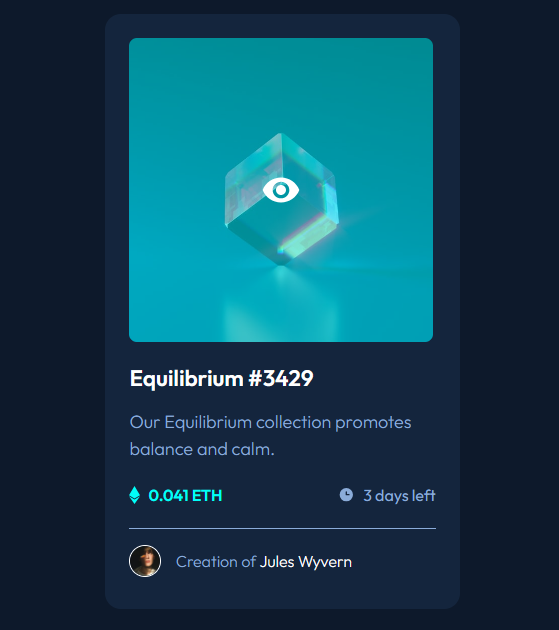 Equilibrium #3429
Our Equilibrium collection promotes
balance and calm.
0.041 ETH
3 days left
Creation of Jules Wyvern